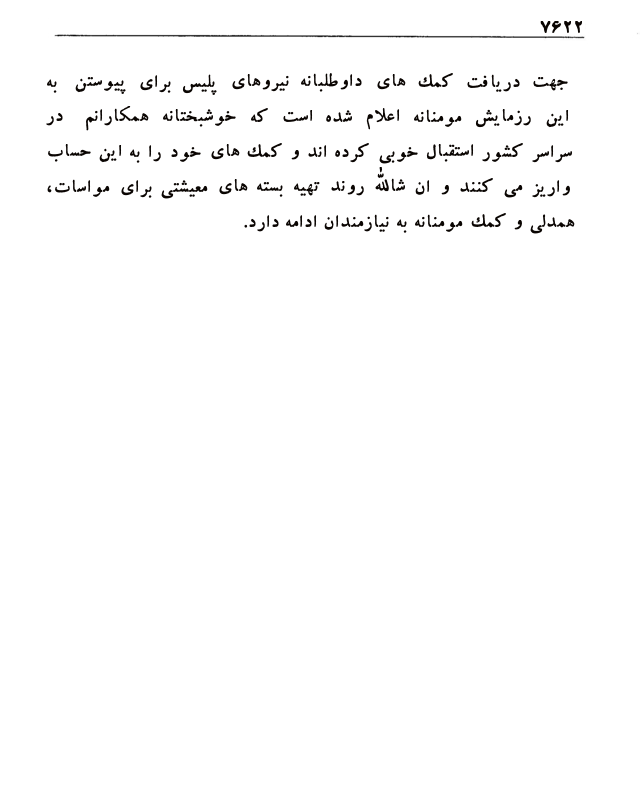 ۷۶۲۲
جهت دریافت کمك های داوطلبانه نیروهای پلیس برای پیوستن به
این رزمایش مومنانه اعلام شده است که خوشبختانه همکارانم در
سراسر کشور استقبال خوبی کرده اند و کمك های خود را به این حساب
واریز می کنند و ان شاالله روند تهیه بسته های معیشتی برای مواسات،
همدلی و کمك مومنانه به نیازمندان ادامه دارد.